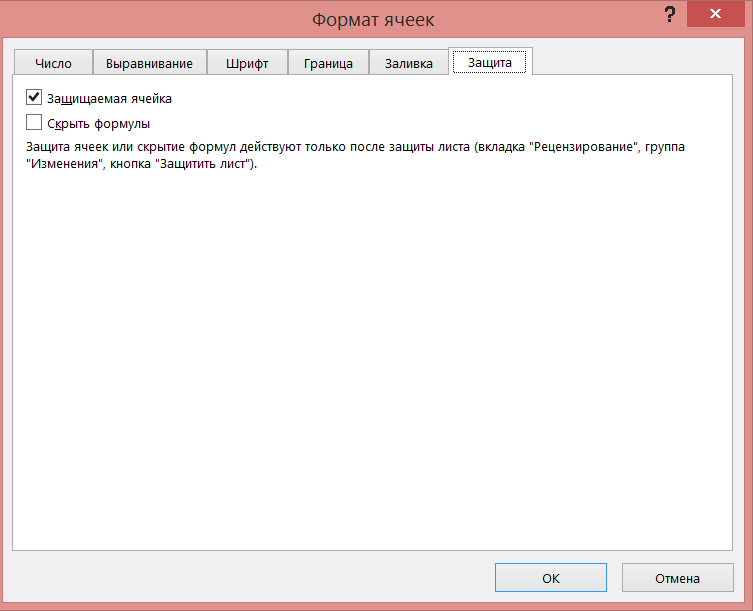 Формат ячеек
?
Число Выравнивание Шрифт Граница Заливка Защита
Защищаемая ячейка
Скрыть формулы
Защита ячеек или скрытие формул действуют только после защиты листа (вкладка "Рецензирование", группа
"Изменения", кнопка "Защитить лист").
ОК Отмена